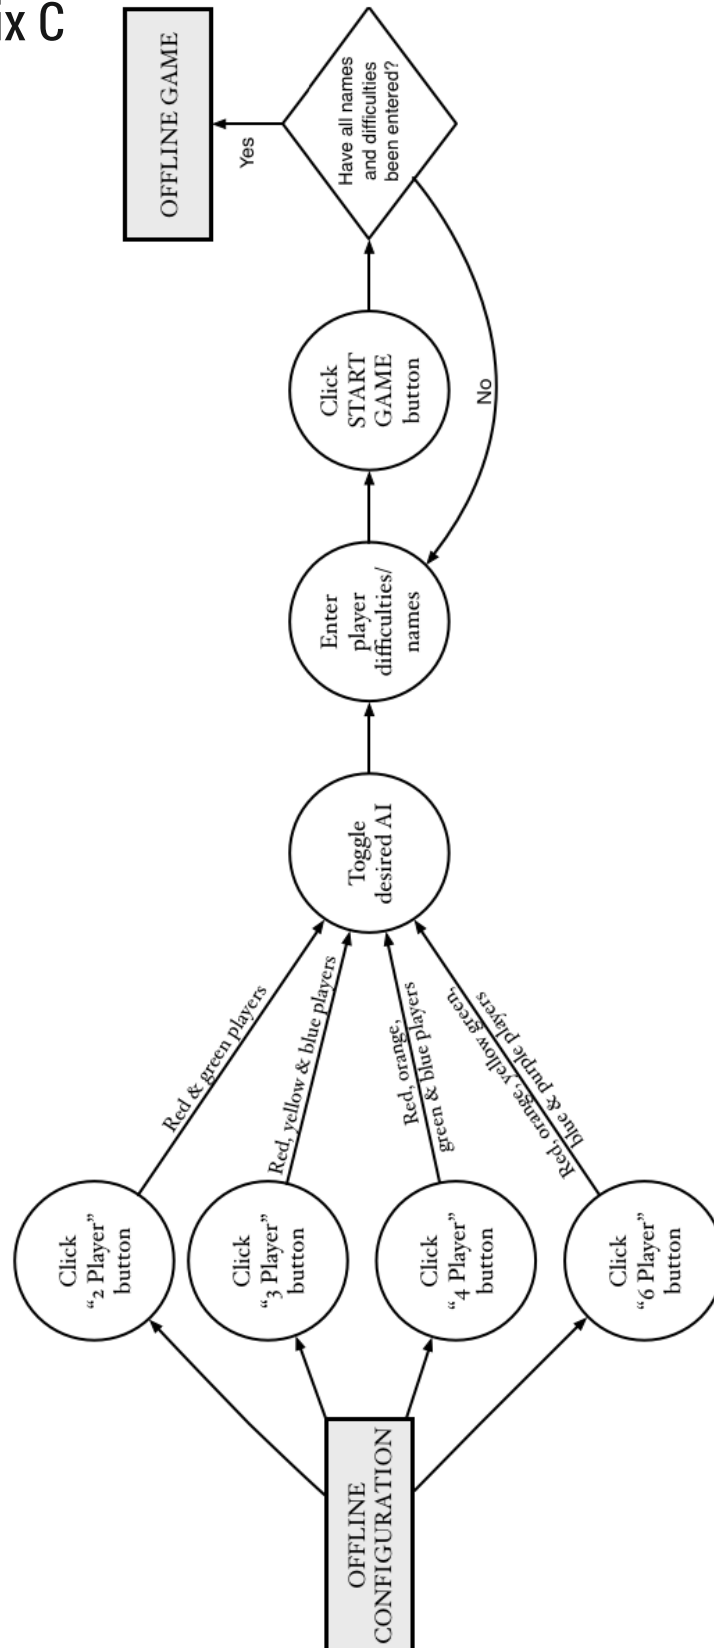 ix C
OFFLINE
CONFIGURATION
Click
“2 Player”
button
Click
“3 Player”
button
Click
“4 Player”
button
Click
“6 Player”
button
Red & green players
Red, yellow & blue players
Red, orange,
green & blue players
Red, orange, yellow green,
blue & purple players
Toggle
desired AI
Enter
player
difficulties/
names
Click
START
GAME
button
Have all names
and difficulties
been entered?
No
Yes
OFFLINE GAME